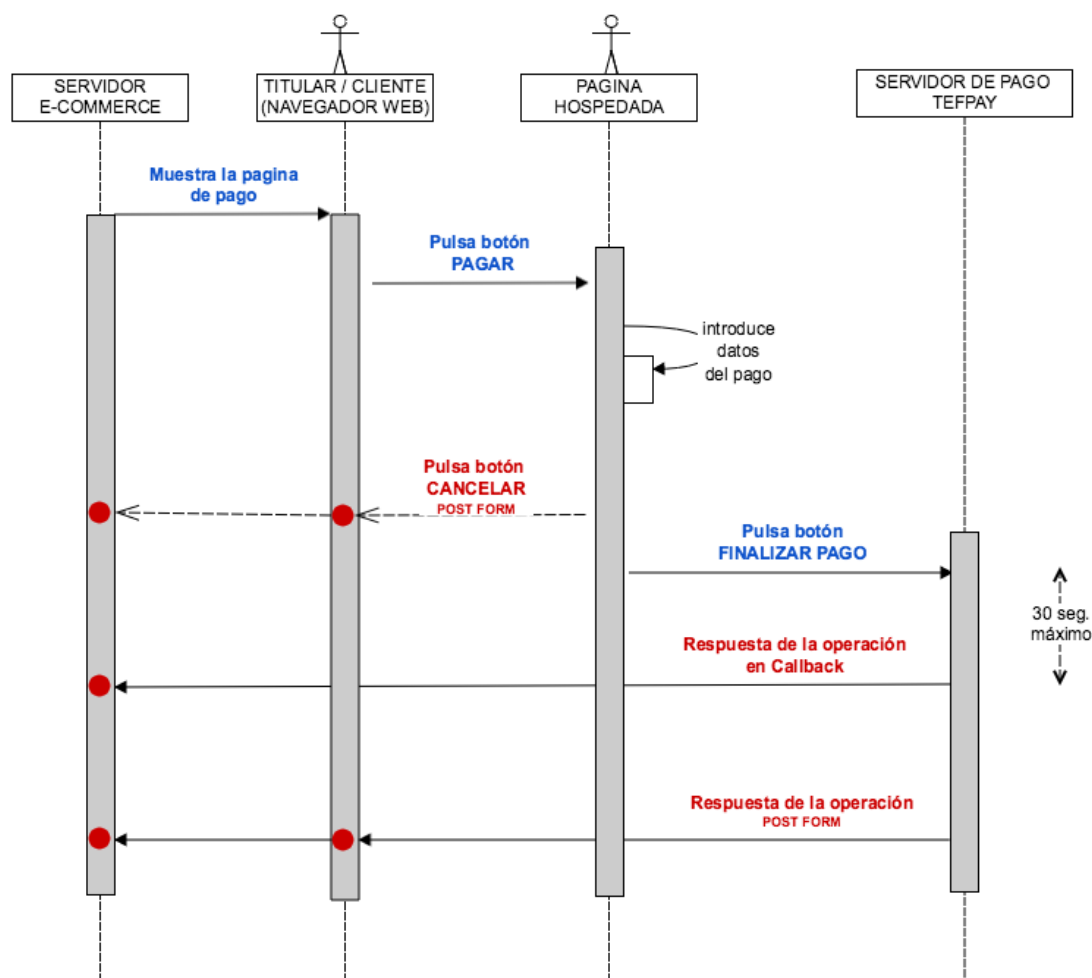 SERVIDOR
E-COMMERCE
TITULAR / CLIENTE
(NAVEGADOR WEB)
PAGINA
HOSPEDADA
SERVIDOR DE PAGO
TEFPAY
Muestra la pagina
de pago
Pulsa botón
PAGAR
introduce
datos
del pago
Pulsa botón
CANCELAR
POST FORM
Pulsa botón
FINALIZAR PAGO
30 seg.
máximo
Respuesta de la operación
en Callback
Respuesta de la operación
POST FORM